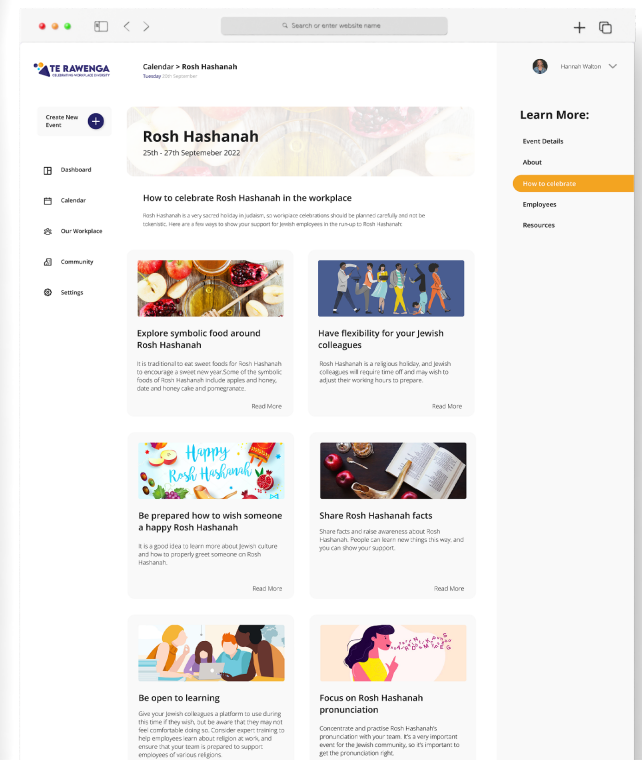 Search or enter website name
TE RAWENGA
CELEBRATING WORKPLACE DIVERSITY
Calendar > Rosh Hashanah
Tuesday 20th September
Hannah Walton
Create New
Event
Dashboard
Calendar
Our Workplace
Community
Settings
Rosh Hashanah
25th - 27th Septemeber 2022
How to celebrate Rosh Hashanah in the workplace
Rosh Hashanah is a very sacred holiday in Judaism, so workplace celebrations should be planned carefully and not be
tokenistic. Here are a few ways to show your support for Jewish employees in the run-up to Rosh Hashanah:
Explore symbolic food around
Rosh Hashanah
It is traditional to eat sweet foods for Rosh Hashanah
to encourage a sweet new year.Some of the symbolic
foods of Rosh Hashanah include apples and honey,
date and honey cake and pomegranate.
Read More
Have flexibility for your Jewish
colleagues
Rosh Hashanah is a religious holiday, and Jewish
colleagues will require time off and may wish to
adjust their working hours to prepare.
Read More
Happy
Rosh Hashanah
Be prepared how to wish someone
a happy Rosh Hashanah
It is a good idea to learn more about Jewish culture
and how to properly greet someone on Rosh
Hashanah.
Read More
Share Rosh Hashanah facts
Share facts and raise awareness about Rosh
Hashanah. People can learn new things this way, and
you can show your support.
Read More
Be open to learning
Give your Jewish colleagues a platform to use during
this time if they wish, but be aware that they may not
feel comfortable doing so. Consider expert training to
help employees learn about religion at work, and
ensure that your team is prepared to support
employees of various religions.
Focus on Rosh Hashanah
pronunciation
Concentrate and practise Rosh Hashanah's
pronunciation with your team. It's a very important
event for the Jewish community, so it's important to
get the pronunciation right.
Learn More:
Event Details
About
How to celebrate
Employees
Resources